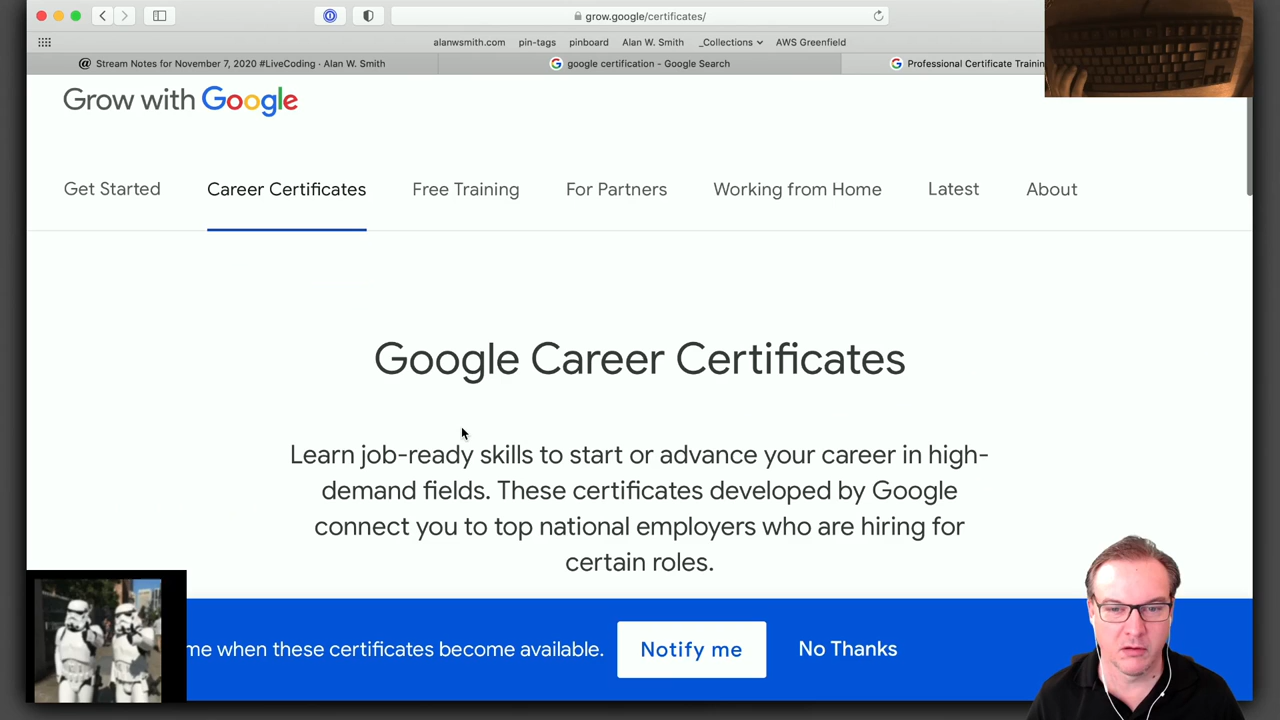 grow.google/certificates/
alanwsmith.com pin-tags pinboard Alan W. Smith _Collections AWS Greenfield
@ Stream Notes for November 7, 2020 #LiveCoding · Alan W. Smith google certification - Google Search Professional Certificate Trainin
Grow with Google
Get Started Career Certificates Free Training For Partners Working from Home Latest About
Google Career Certificates
Learn job-ready skills to start or advance your career in high-
demand fields. These certificates developed by Google
connect you to top national employers who are hiring for
certain roles.
me when these certificates become available. Notify me No Thanks